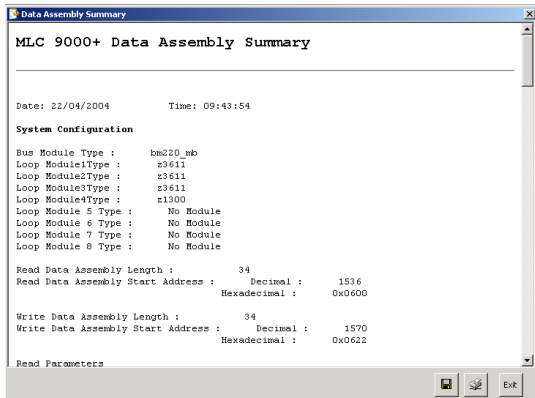 Data Assembly Summary
MLC 9000+ Data Assembly Summary
Date: 22/04/2004 Time: 09:43:54
System Configuration
Bus Module Type : bm220_mb
Loop Module1Type : z3611
Loop Module2Type : z3611
Loop Module3Type : z3611
Loop Module4Type : z1300
Loop Module 5 Type : No Module
Loop Module 6 Type : No Module
Loop Module 7 Type : No Module
Loop Module 8 Type : No Module
Read Data Assembly Length : 34
Read Data Assembly Start Address : Decimal : 1536
Hexadecimal : 0x0600
Write Data Assembly Length : 34
Write Data Assembly Start Address : Decimal : 1570
Hexadecimal : 0x0622
Read Parameters
Exit